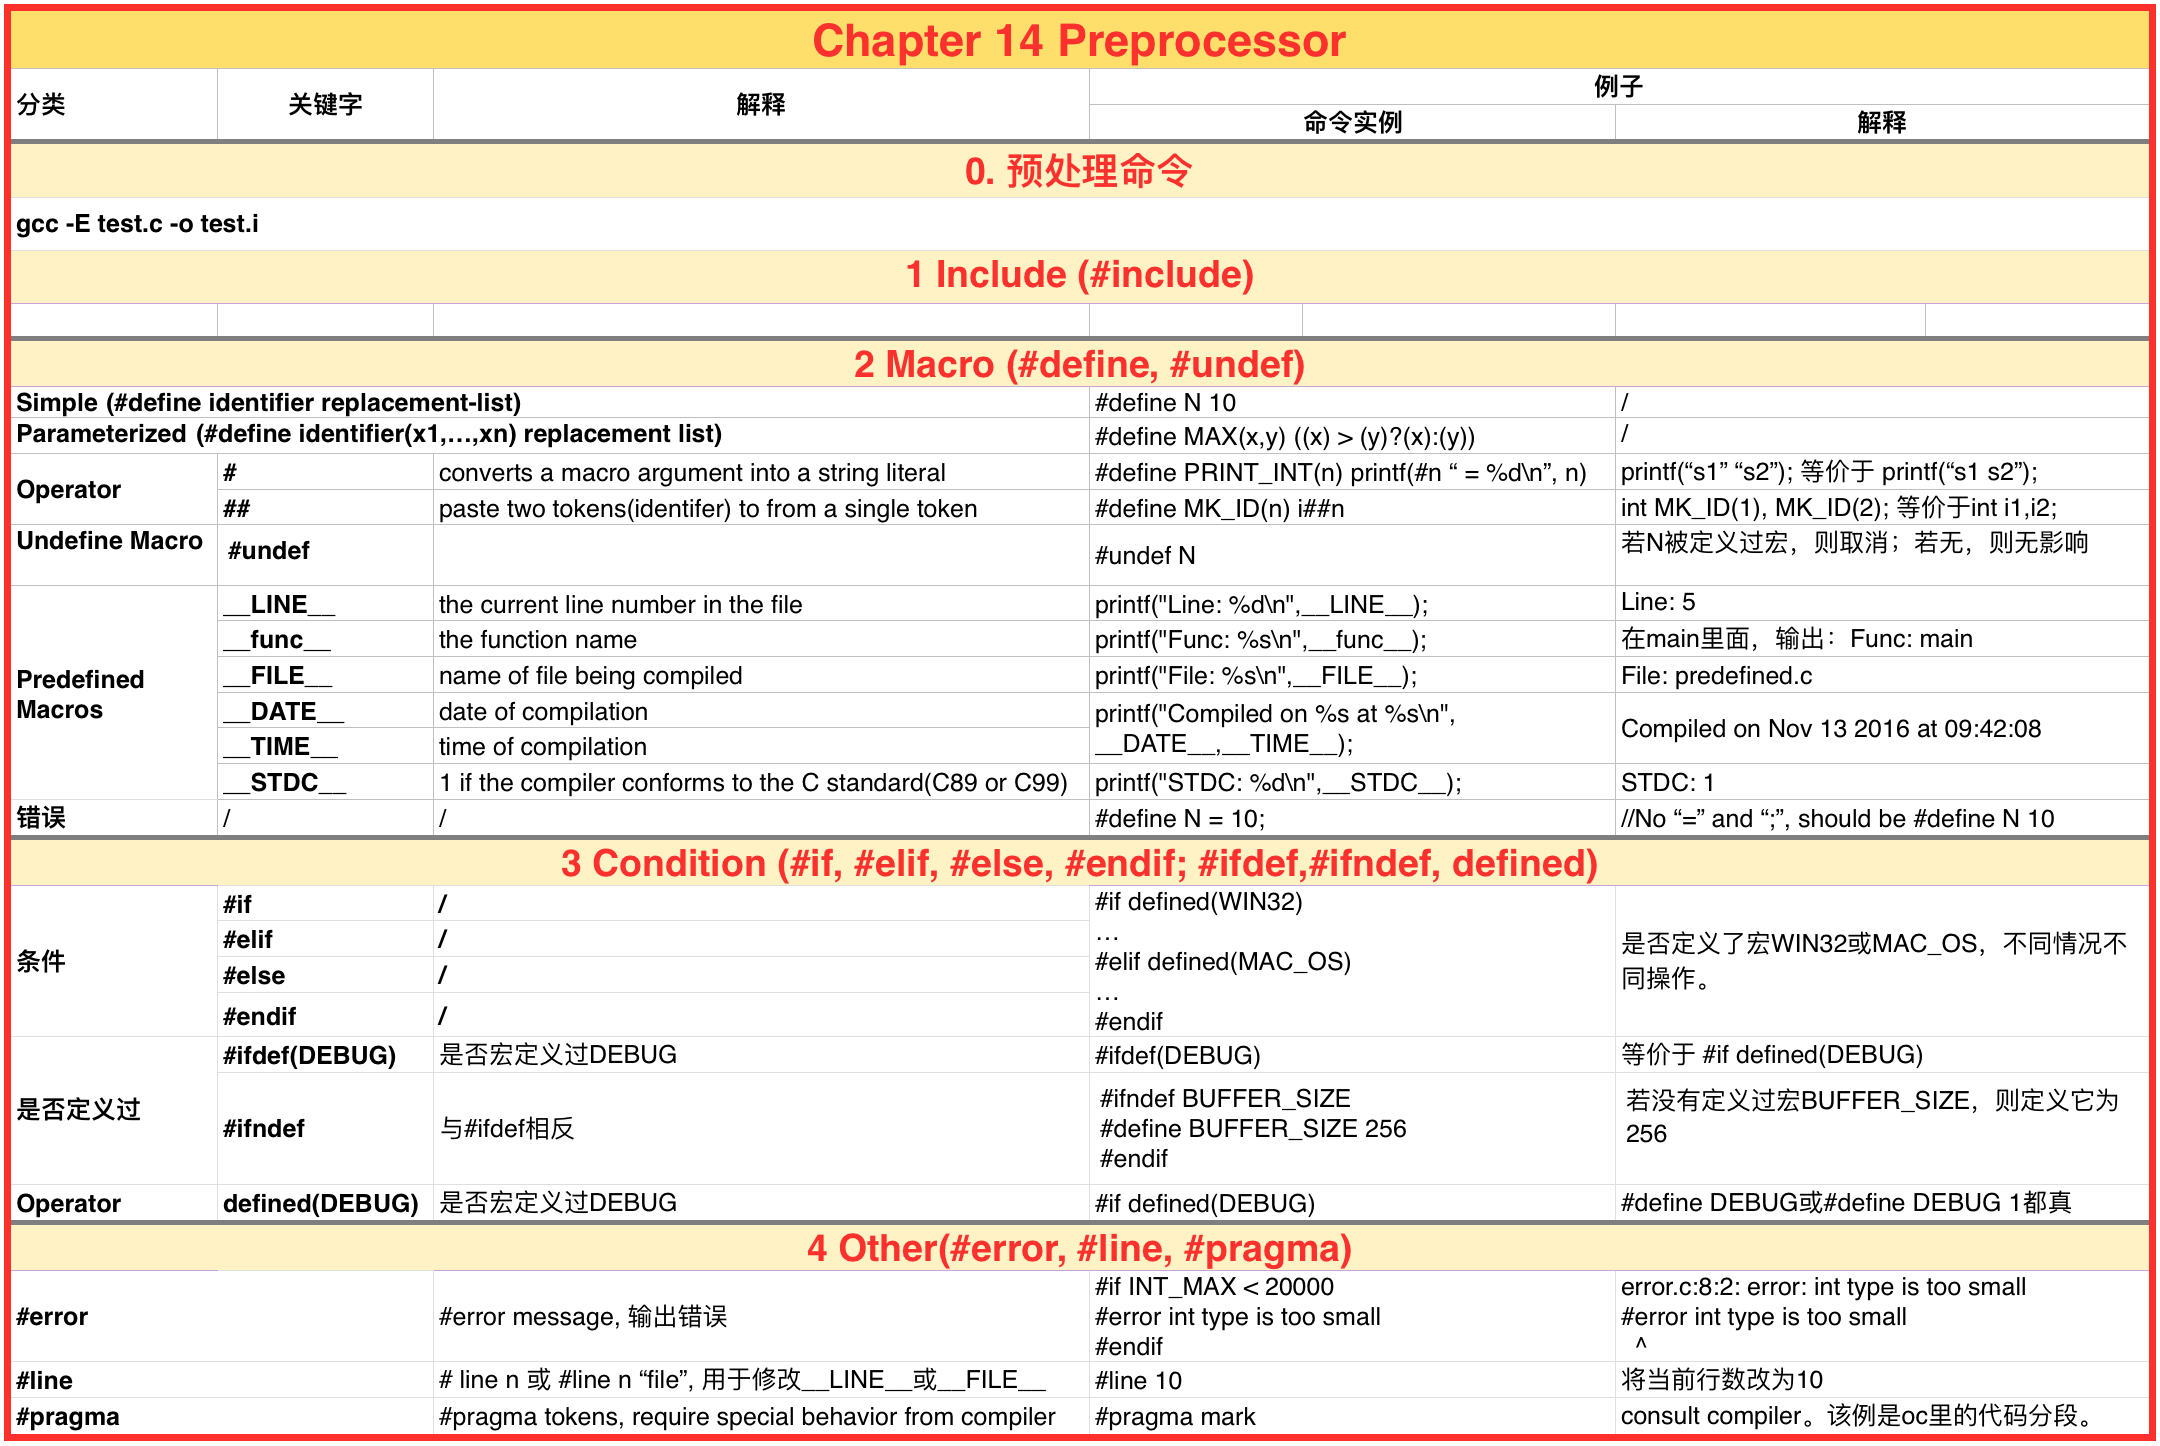 Chapter 14 Preprocessor
分类 关键字 解释 例子
命令实例 解释
0. 预处理命令
gcc -E test.c -o test.i
1 Include (#include)
2 Macro (#define, #undef)
Simple (#define identifier replacement-list) #define N 10 /
Parameterized (#define identifier(x1,…,xn) replacement list) #define MAX(x,y) ((x) > (y)?(x):(y)) /
Operator # converts a macro argument into a string literal #define PRINT_INT(n) printf(#n “ = %d\n”, n) printf(“s1” “s2”); 等价于 printf(“s1 s2”);
## paste two tokens(identifer) to from a single token #define MK_ID(n) i##n int MK_ID(1), MK_ID(2); 等价于int i1,i2;
Undefine Macro #undef #undef N 若N被定义过宏，则取消；若无，则无影响
Predefined Macros __LINE__ the current line number in the file printf("Line: %d\n",__LINE__); Line: 5
__func__ the function name printf("Func: %s\n",__func__); 在main里面，输出：Func: main
__FILE__ name of file being compiled printf("File: %s\n",__FILE__); File: predefined.c
__DATE__ date of compilation printf("Compiled on %s at %s\n",
__TIME__ time of compilation __DATE__,__TIME__); Compiled on Nov 13 2016 at 09:42:08
__STDC__ 1 if the compiler conforms to the C standard(C89 or C99) printf("STDC: %d\n",__STDC__); STDC: 1
错误 / / #define N = 10; //No “=” and “;”, should be #define N 10
3 Condition (#if, #elif, #else, #endif; #ifdef,#ifndef, defined)
条件
#if /
#elif /
#else /
#endif /
#if defined(WIN32)
…
#elif defined(MAC_OS)
…
#endif
是否定义了宏WIN32或MAC_OS，不同情况不
同操作。
是否定义过 #ifdef(DEBUG) 是否宏定义过DEBUG #ifdef(DEBUG) 等价于 #if defined(DEBUG)
#ifndef 与#ifdef相反
#ifndef BUFFER_SIZE
#define BUFFER_SIZE 256
#endif
若没有定义过宏BUFFER_SIZE，则定义它为
256
Operator defined(DEBUG) 是否宏定义过DEBUG #if defined(DEBUG) #define DEBUG或#define DEBUG 1都真
4 Other(#error, #line, #pragma)
#error #error message, 输出错误
#if INT_MAX < 20000
#error int type is too small
#endif
error.c:8:2: error: int type is too small
#error int type is too small
^
#line # line n 或 #line n “file”, 用于修改__LINE__或__FILE__ #line 10 将当前行数改为10
#pragma #pragma tokens, require special behavior from compiler #pragma mark consult compiler。该例是oc里的代码分段。